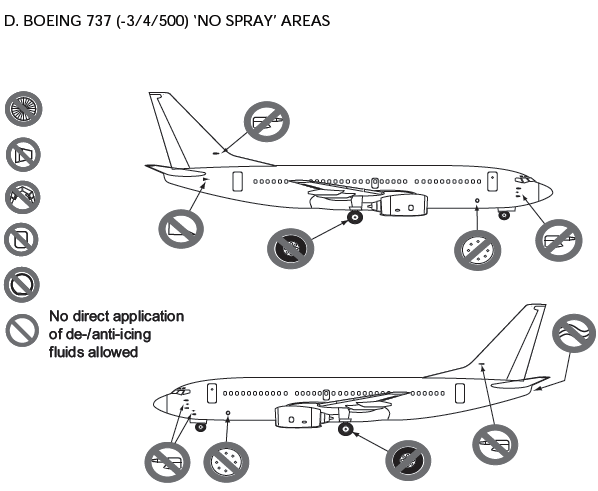 D. BOEING 737 (-3/4/500) ‘NO SPRAY’ AREAS
No direct application
of de-/anti-icing
fluids allowed